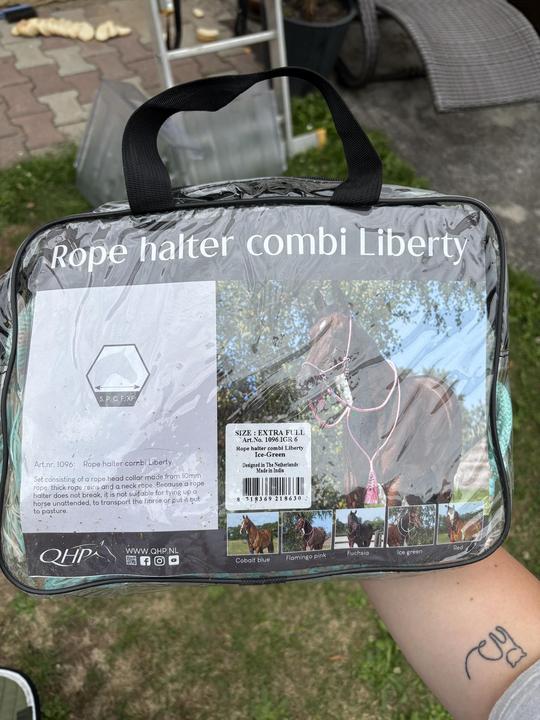 Rope halter combi Liberty
S, P, C, F, XF
Art.nr. 1096: Rope halter combi Liberty
Set consisting of a rope head collar made from 10mm
rope, thick rope reins and a neck rope. Because a rope
halter does not break, it is not suitable for tying up a
horse unattended, to transport the horse or put it out
to pasture.
SIZE : EXTRA FULL
Art.No. 1096 IGR 6
Rope halter combi Liberty
Ice-Green
Designed in The Netherlands
Made in India
8 718369 218630
Cobalt blue
Flamingo pink
Fuchsia
Ice green
Red
QHP
WWW.QHP.NL